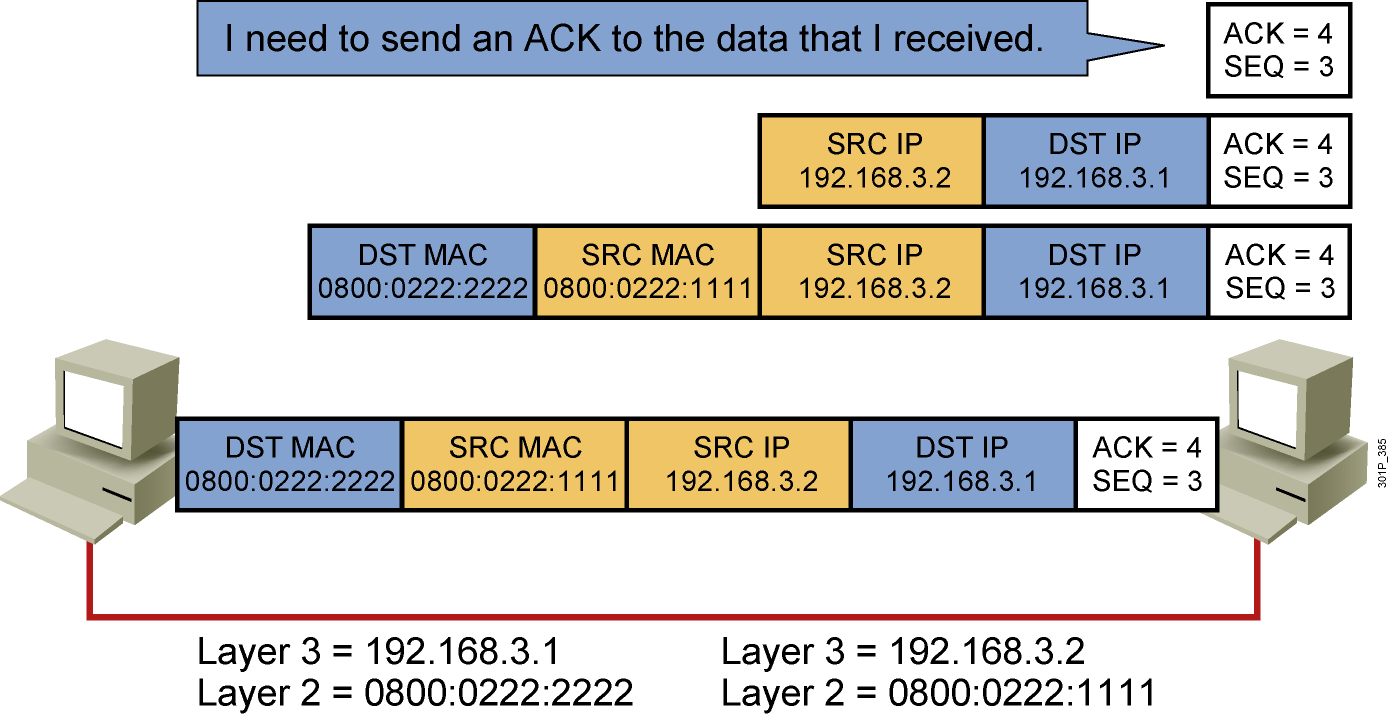 I need to send an ACK to the data that I received.
ACK = 4
SEQ = 3
SRC IP
192.168.3.2
DST IP
192.168.3.1
ACK = 4
SEQ = 3
DST MAC
0800:0222:2222
SRC MAC
0800:0222:1111
SRC IP
192.168.3.2
DST IP
192.168.3.1
ACK = 4
SEQ = 3
DST MAC
0800:0222:2222
SRC MAC
0800:0222:1111
SRC IP
192.168.3.2
DST IP
192.168.3.1
ACK = 4
SEQ = 3
301P_385
Layer 3 = 192.168.3.1
Layer 2 = 0800:0222:2222
Layer 3 = 192.168.3.2
Layer 2 = 0800:0222:1111